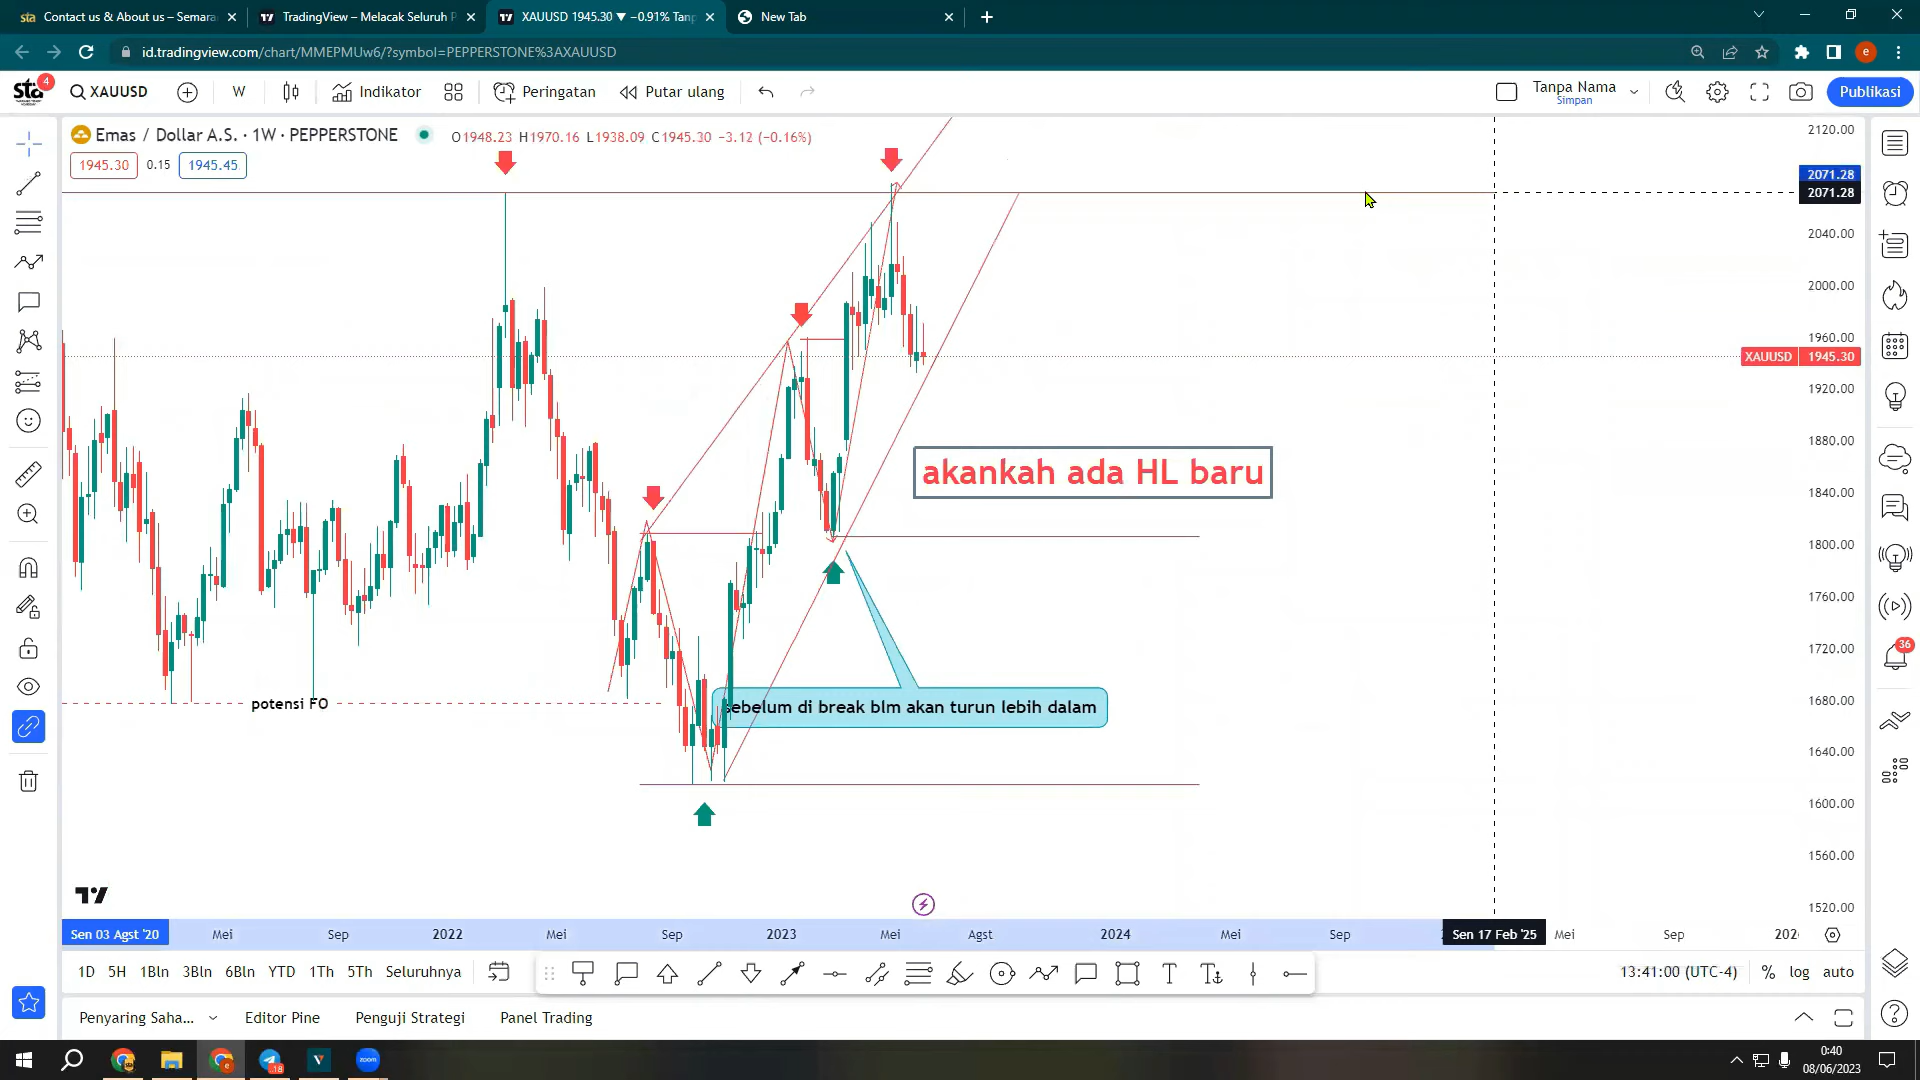 Contact us & About us – Semara
TradingView — Melacak Seluruh P
XAUUSD 1945.30 ▼ −0.91% Tanp
New Tab
id.tradingview.com/chart/MMEPMUw6/?symbol=PEPPERSTONE%3AXAUUSD
e
sta
4
XAUUSD
W
Indikator
Peringatan
Putar ulang
Tanpa Nama
Simpan
Publikasi
Emas / Dollar A.S. · 1W · PEPPERSTONE
O1948.23 H1970.16 L1938.09 C1945.30 −3.12 (−0.16%)
1945.30
0.15
1945.45
2120.00
2071.28
2071.28
2040.00
2000.00
1960.00
XAUUSD 1945.30
1920.00
1880.00
akankah ada HL baru
1840.00
1800.00
1760.00
1720.00
36
potensi FO
sebelum di break blm akan turun lebih dalam
1680.00
1640.00
1600.00
1560.00
1520.00
Sen 03 Agst '20
Mei
Sep
2022
Mei
Sep
2023
Mei
Agst
2024
Mei
Sep
Sen 17 Feb '25
Mei
Sep
1D 5H 1Bln 3Bln 6Bln YTD 1Th 5Th Seluruhnya
13:41:00 (UTC-4)
% log auto
Penyaring Saha...
Editor Pine
Penguji Strategi
Panel Trading
18
zoom
0:40
08/06/2023